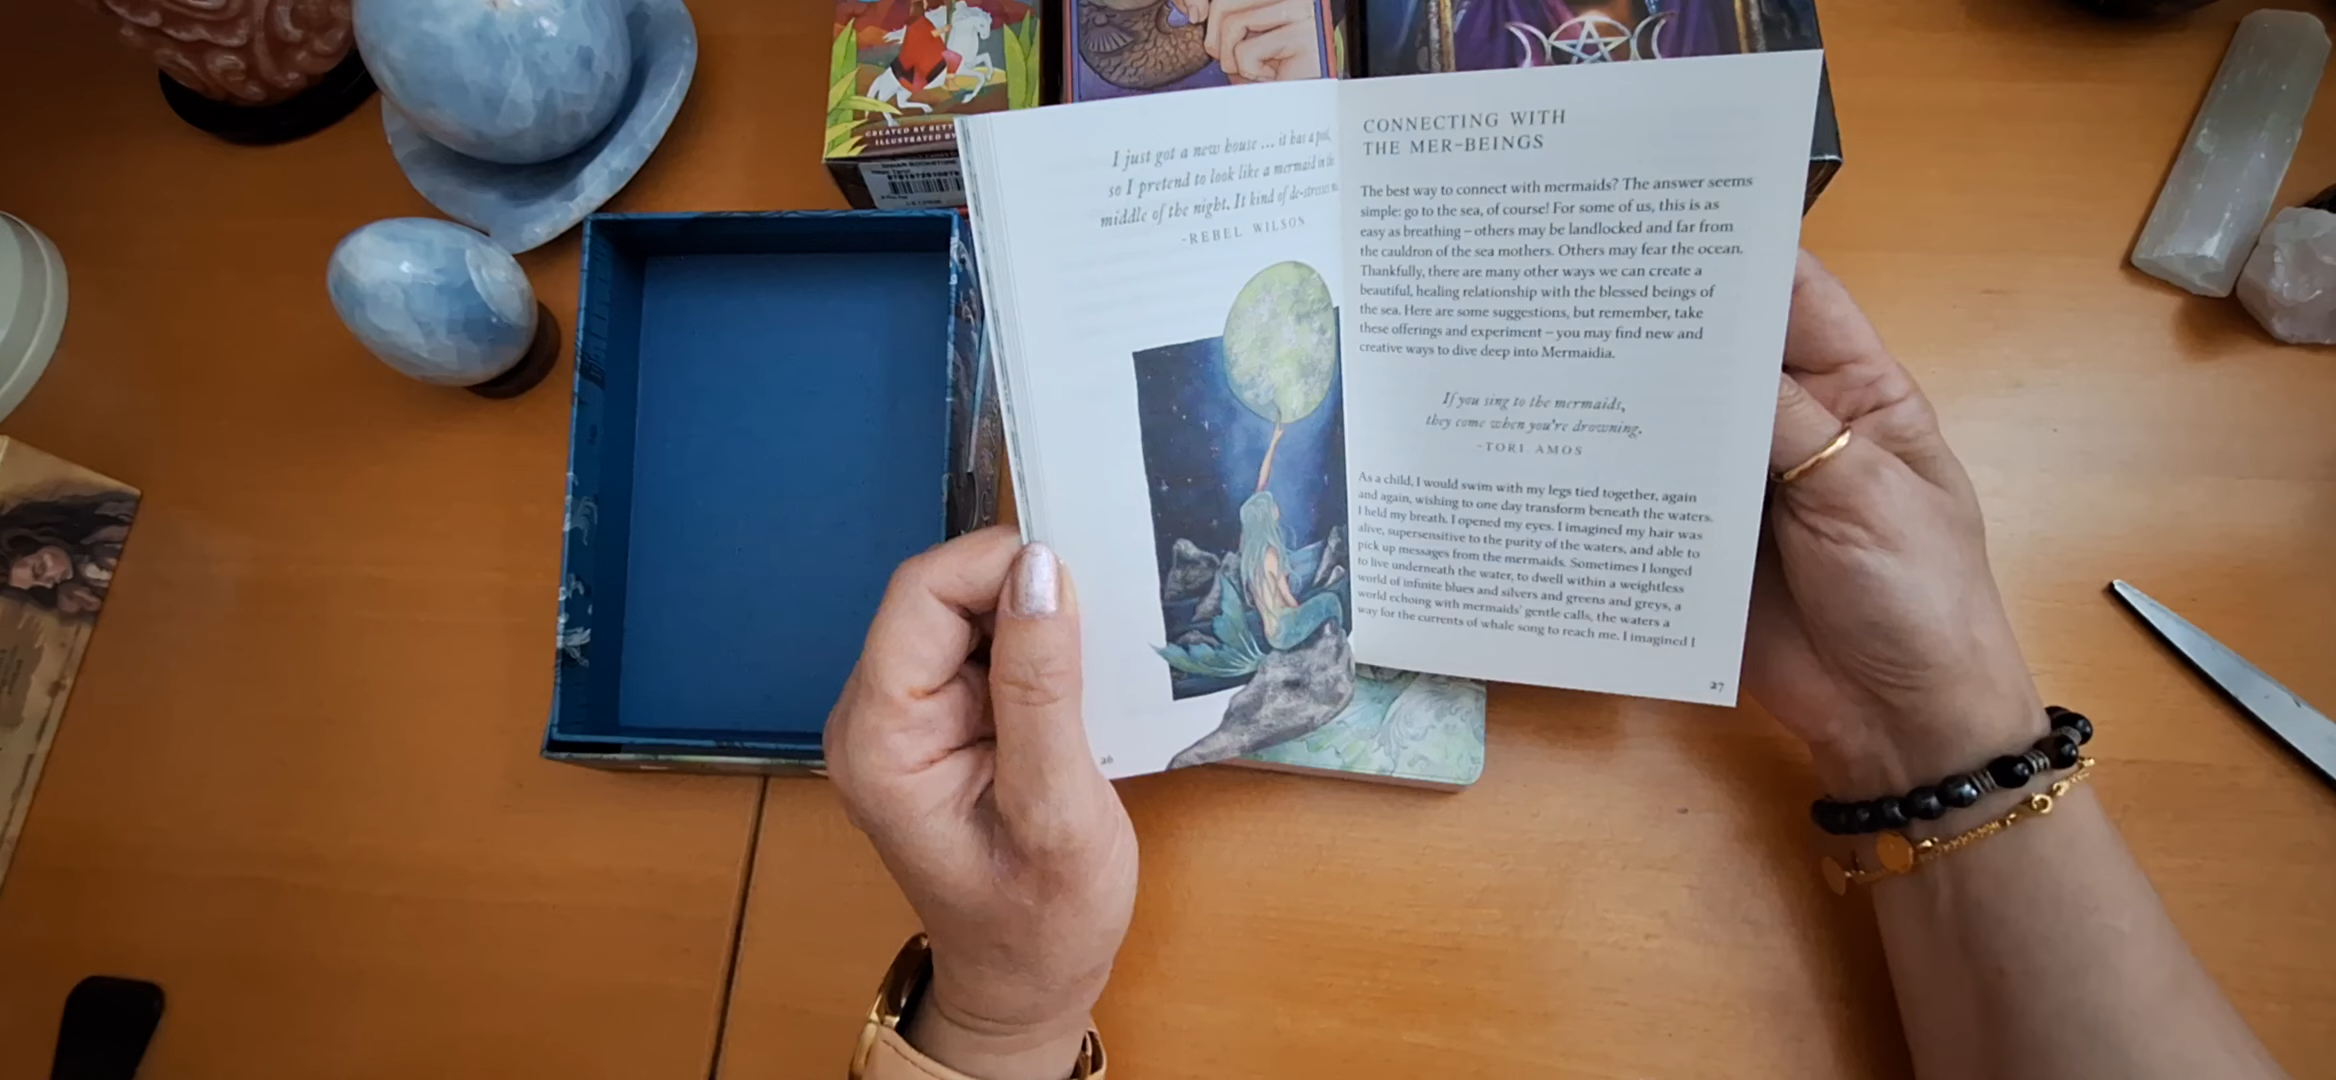 CREATED BY BETT
ILLUSTRATED BY
I just got a new house ... it has a pool,
so I pretend to look like a mermaid in the
middle of the night. It kind of de-stresses
-REBEL WILSON
26
CONNECTING WITH
THE MER-BEINGS
The best way to connect with mermaids? The answer seems
simple: go to the sea, of course! For some of us, this is as
easy as breathing – others may be landlocked and far from
the cauldron of the sea mothers. Others may fear the ocean.
Thankfully, there are many other ways we can create a
beautiful, healing relationship with the blessed beings of
the sea. Here are some suggestions, but remember, take
these offerings and experiment – you may find new and
creative ways to dive deep into Mermaidia.
If you sing to the mermaids,
they come when you're drowning.
-TORI AMOS
As a child, I would swim with my legs tied together, again
and again, wishing to one day transform beneath the waters.
I held my breath. I opened my eyes. I imagined my hair was
alive, supersensitive to the purity of the waters, and able to
pick up messages from the mermaids. Sometimes I longed
to live underneath the water, to dwell within a weightless
world of infinite blues and silvers and greens and greys, a
world echoing with mermaids' gentle calls, the waters a
way for the currents of whale song to reach me. I imagined I
27